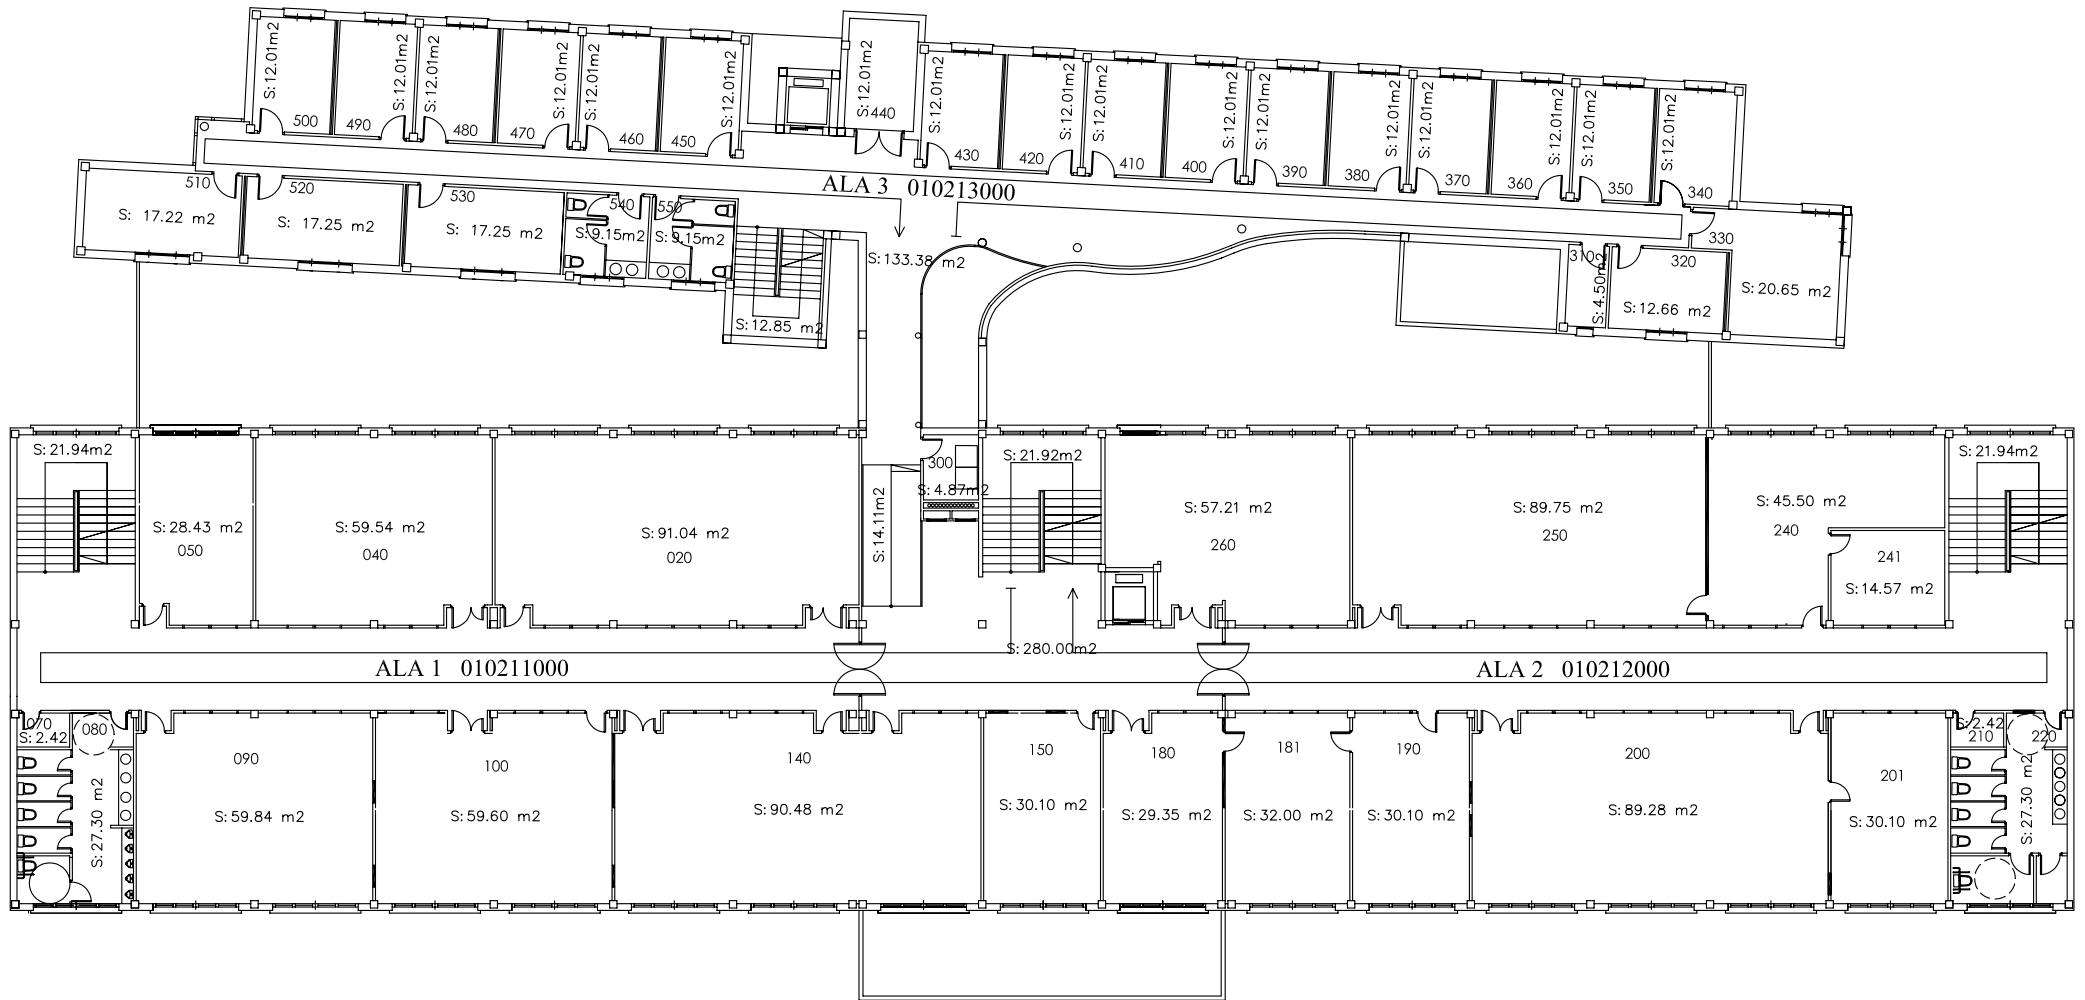 S: 12.01m2
500
S: 12.01m2
490
S: 12.01m2
480
S: 12.01m2
470
S: 12.01m2
460
S: 12.01m2
450
S: 12.01m2
440
S: 12.01m2
430
S: 12.01m2
420
S: 12.01m2
410
S: 12.01m2
400
S: 12.01m2
390
S: 12.01m2
380
S: 12.01m2
370
S: 12.01m2
360
S: 12.01m2
350
S: 12.01m2
340
ALA 3 010213000
510
S: 17.22 m2
520
S: 17.25 m2
530
S: 17.25 m2
540
S: 9.15m2
550
S: 9.15m2
S: 12.85 m2
S: 133.38 m2
310
S: 4.50m2
320
S: 12.66 m2
330
S: 20.65 m2
S: 21.94m2
S: 28.43 m2
050
S: 59.54 m2
040
S: 91.04 m2
020
S: 14.11m2
300
S: 4.87m2
S: 21.92m2
S: 57.21 m2
260
S: 89.75 m2
250
S: 45.50 m2
240
241
S: 14.57 m2
S: 21.94m2
S: 280.00m2
ALA 1 010211000
ALA 2 010212000
070
S: 2.42
080
S: 27.30 m2
090
S: 59.84 m2
100
S: 59.60 m2
140
S: 90.48 m2
150
S: 30.10 m2
180
S: 29.35 m2
181
S: 32.00 m2
190
S: 30.10 m2
200
S: 89.28 m2
201
S: 30.10 m2
S: 2.42
210
220
S: 27.30 m2